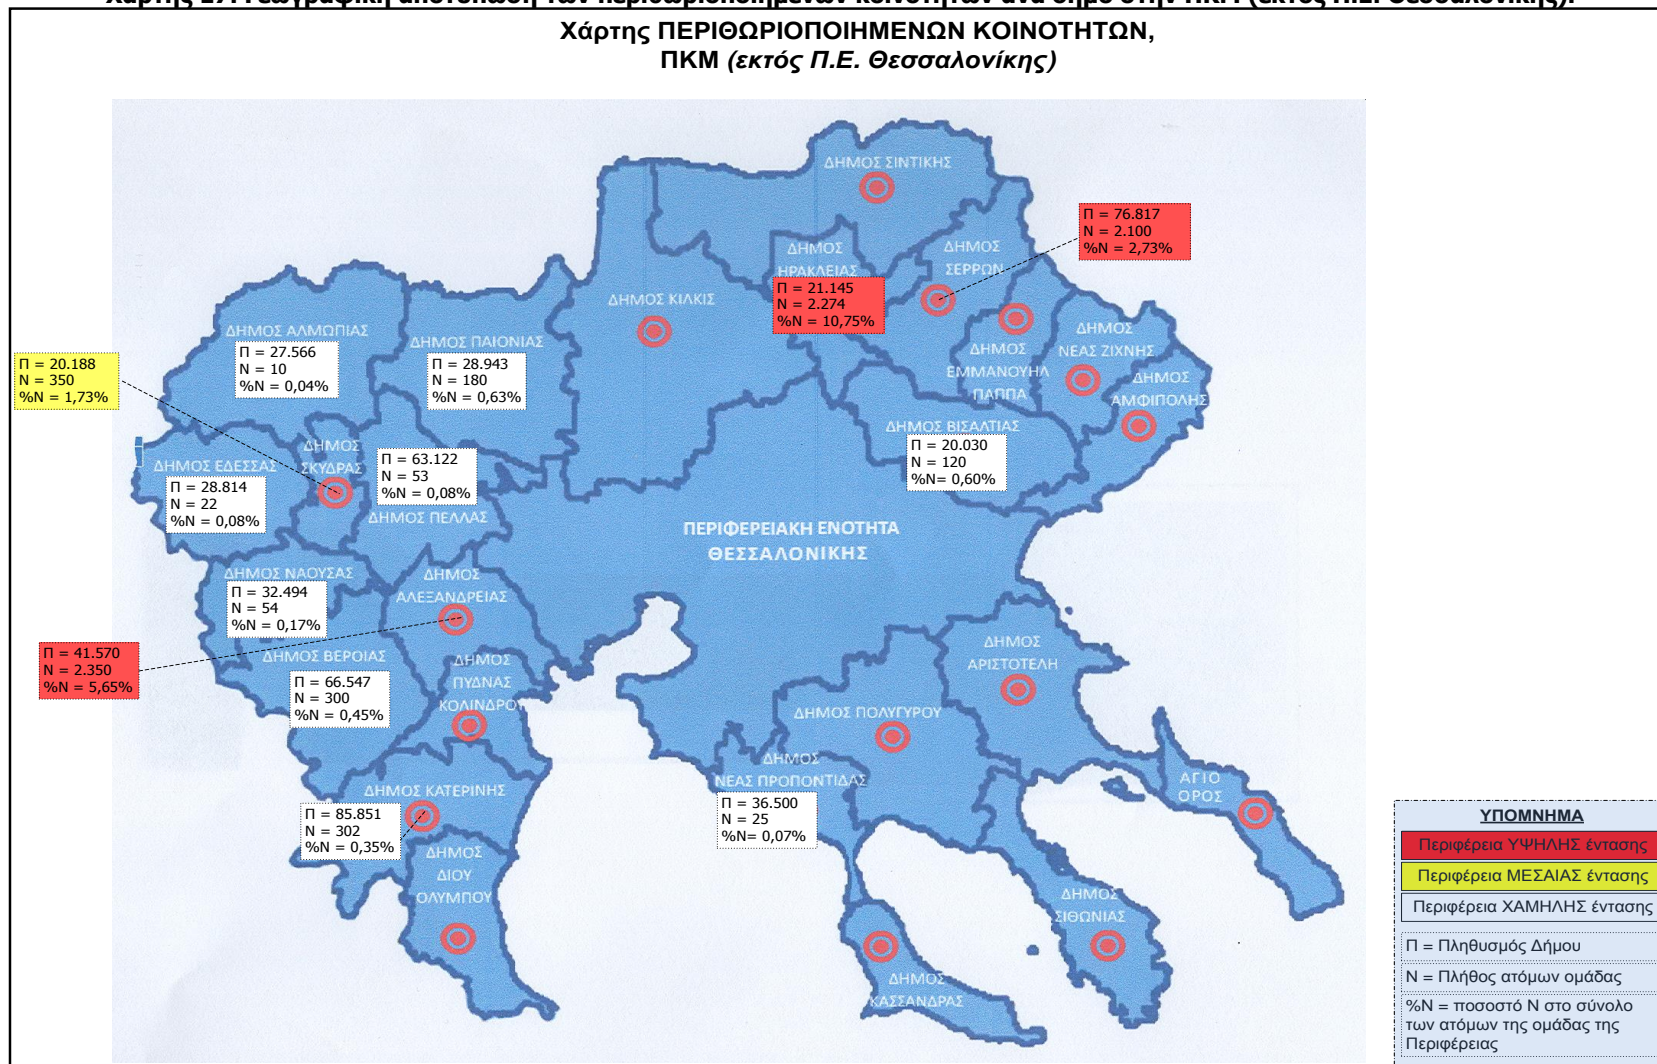 Χάρτης ΠΕΡΙΘΩΡΙΟΠΟΙΗΜΕΝΩΝ ΚΟΙΝΟΤΗΤΩΝ,
ΠΚΜ (εκτός Π.Ε. Θεσσαλονίκης)
ΔΗΜΟΣ ΣΙΝΤΙΚΗΣ
Π = 76.817
Ν = 2.100
%Ν = 2,73%
ΔΗΜΟΣ
ΗΡΑΚΛΕΙΑΣ
ΔΗΜΟΣ
ΣΕΡΡΩΝ
Π = 21.145
Ν = 2.274
%Ν = 10,75%
ΔΗΜΟΣ ΚΙΛΚΙΣ
ΔΗΜΟΣ ΑΛΜΩΠΙΑΣ
Π = 27.566
Ν = 10
%Ν = 0,04%
ΔΗΜΟΣ ΠΑΙΟΝΙΑΣ
Π = 28.943
Ν = 180
%Ν = 0,63%
ΔΗΜΟΣ
ΝΕΑΣ ΖΙΧΝΗΣ
ΔΗΜΟΣ
ΕΜΜΑΝΟΥΗΛ
ΠΑΠΠΑ
ΔΗΜΟΣ
ΑΜΦΙΠΟΛΗΣ
Π = 20.188
Ν = 350
%Ν = 1,73%
ΔΗΜΟΣ ΒΙΣΑΛΤΙΑΣ
Π = 20.030
Ν = 120
%Ν= 0,60%
ΔΗΜΟΣ
ΣΚΥΔΡΑΣ
Π = 63.122
Ν = 53
%Ν = 0,08%
ΔΗΜΟΣ ΠΕΛΛΑΣ
ΔΗΜΟΣ ΕΔΕΣΣΑΣ
Π = 28.814
Ν = 22
%Ν = 0,08%
ΠΕΡΙΦΕΡΕΙΑΚΗ ΕΝΟΤΗΤΑ
ΘΕΣΣΑΛΟΝΙΚΗΣ
ΔΗΜΟΣ ΝΑΟΥΣΑΣ
Π = 32.494
Ν = 54
%Ν = 0,17%
ΔΗΜΟΣ
ΑΛΕΞΑΝΔΡΕΙΑΣ
Π = 41.570
Ν = 2.350
%Ν = 5,65%
ΔΗΜΟΣ ΒΕΡΟΙΑΣ
Π = 66.547
Ν = 300
%Ν = 0,45%
ΔΗΜΟΣ
ΠΥΔΝΑΣ
ΚΟΛΙΝΔΡΟΥ
ΔΗΜΟΣ
ΑΡΙΣΤΟΤΕΛΗ
ΔΗΜΟΣ ΠΟΛΥΓΥΡΟΥ
ΔΗΜΟΣ
ΝΕΑΣ ΠΡΟΠΟΝΤΙΔΑΣ
Π = 36.500
Ν = 25
%Ν= 0,07%
ΑΓΙΟ
ΟΡΟΣ
ΔΗΜΟΣ ΚΑΤΕΡΙΝΗΣ
Π = 85.851
Ν = 302
%Ν = 0,35%
ΔΗΜΟΣ
ΔΙΟΥ
ΟΛΥΜΠΟΥ
ΔΗΜΟΣ
ΣΙΘΩΝΙΑΣ
ΔΗΜΟΣ
ΚΑΣΣΑΝΔΡΑΣ
ΥΠΟΜΝΗΜΑ
Περιφέρεια ΥΨΗΛΗΣ έντασης
Περιφέρεια ΜΕΣΑΙΑΣ έντασης
Περιφέρεια ΧΑΜΗΛΗΣ έντασης
Π = Πληθυσμός Δήμου
Ν = Πλήθος ατόμων ομάδας
%Ν = ποσοστό Ν στο σύνολο
των ατόμων της ομάδας της
Περιφέρειας